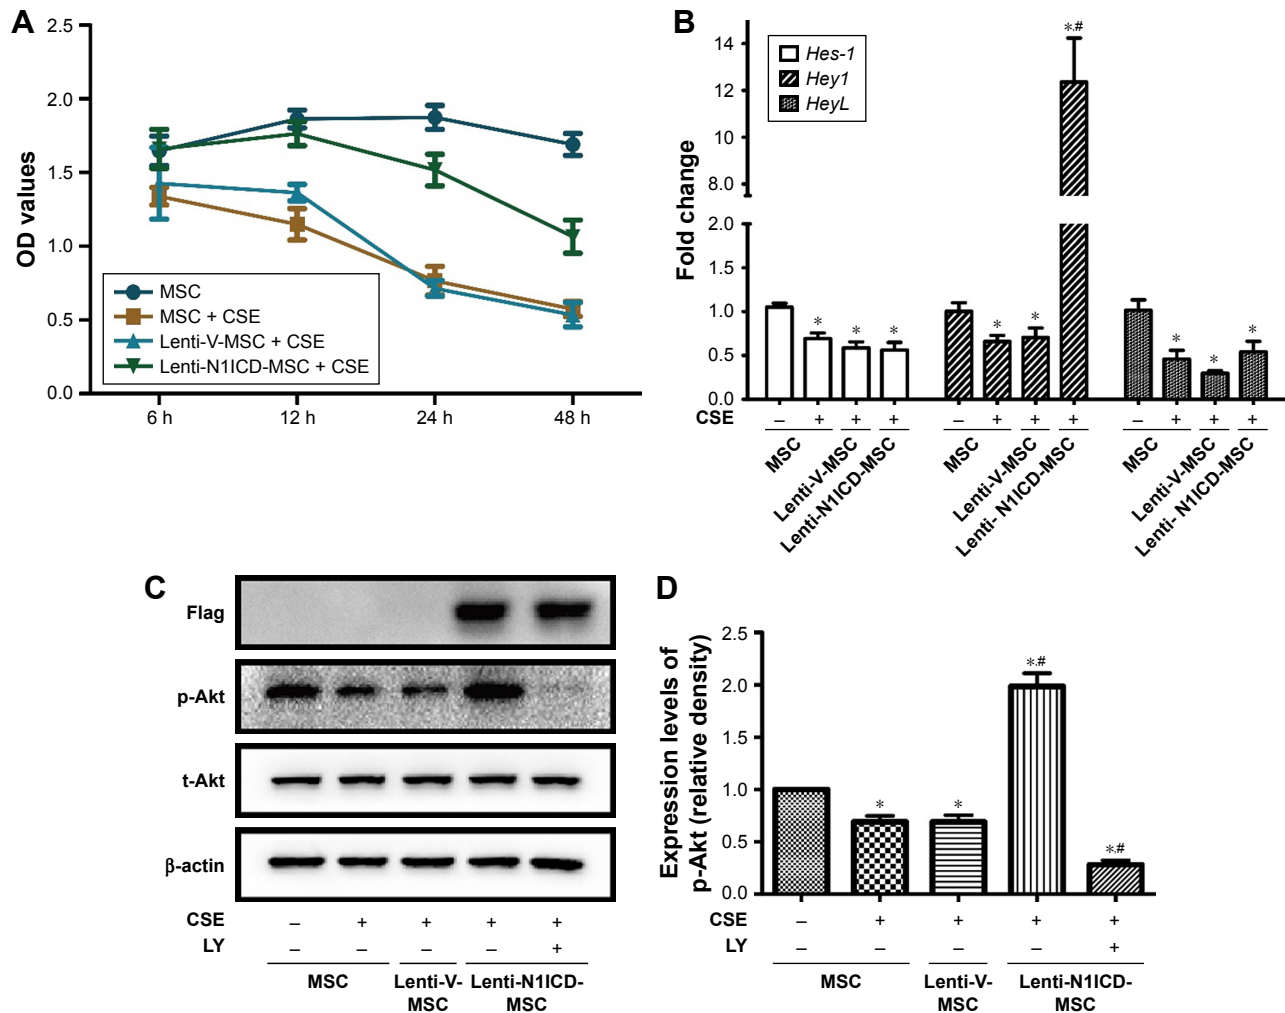 A
2.5
2.0
1.5
1.0
0.5
0.0
OD values
MSC
MSC + CSE
Lenti-V-MSC + CSE
Lenti-N1ICD-MSC + CSE
6 h
12 h
24 h
48 h
B
Hes-1
Hey1
HeyL
14
12
10
8.0
2.0
1.5
1.0
0.5
0.0
Fold change
* * *
* * *,#
* * *
CSE – + + + – + + + – + + +
MSC
Lenti-V-MSC
Lenti-N1ICD-MSC
MSC
Lenti-V-MSC
Lenti- N1ICD-MSC
MSC
Lenti-V-MSC
Lenti- N1ICD-MSC
C
Flag
p-Akt
t-Akt
β-actin
CSE – + + + +
LY – – – – +
MSC
Lenti-V-
MSC
Lenti-N1ICD-
MSC
D
2.5
2.0
1.5
1.0
0.5
0.0
Expression levels of
p-Akt (relative density)
* * *,# *,#
CSE – + + + +
LY – – – – +
MSC
Lenti-V-
MSC
Lenti-N1ICD-
MSC